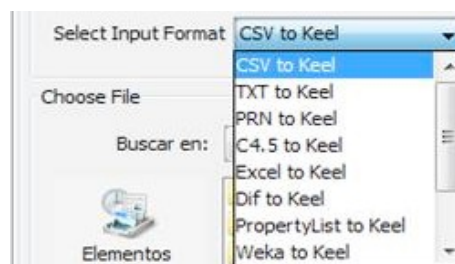 Select Input Format CSV to Keel
CSV to Keel
TXT to Keel
Choose File
PRN to Keel
Buscar en:
C4.5 to Keel
Excel to Keel
Dif to Keel
PropertyList to Keel
Elementos
Weka to Keel